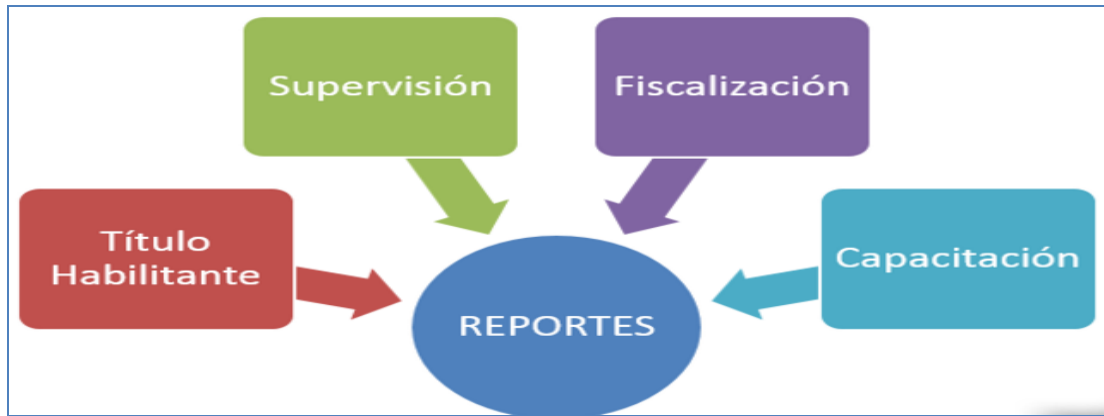 Supervisión
Fiscalización
Título
Habilitante
Capacitación
REPORTES